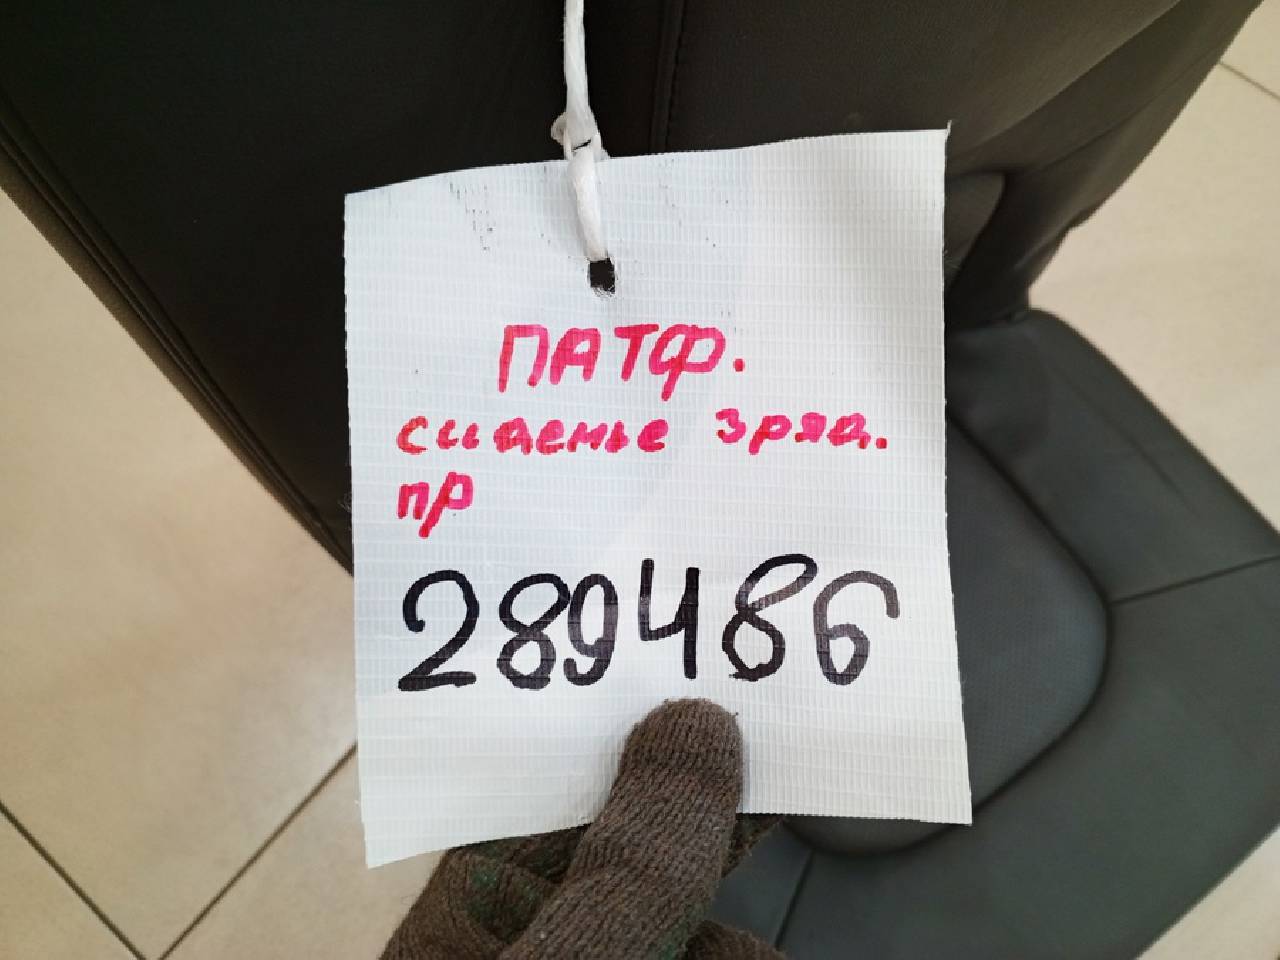 ПАТФ.
сиденье 3ряд.
пр
289486